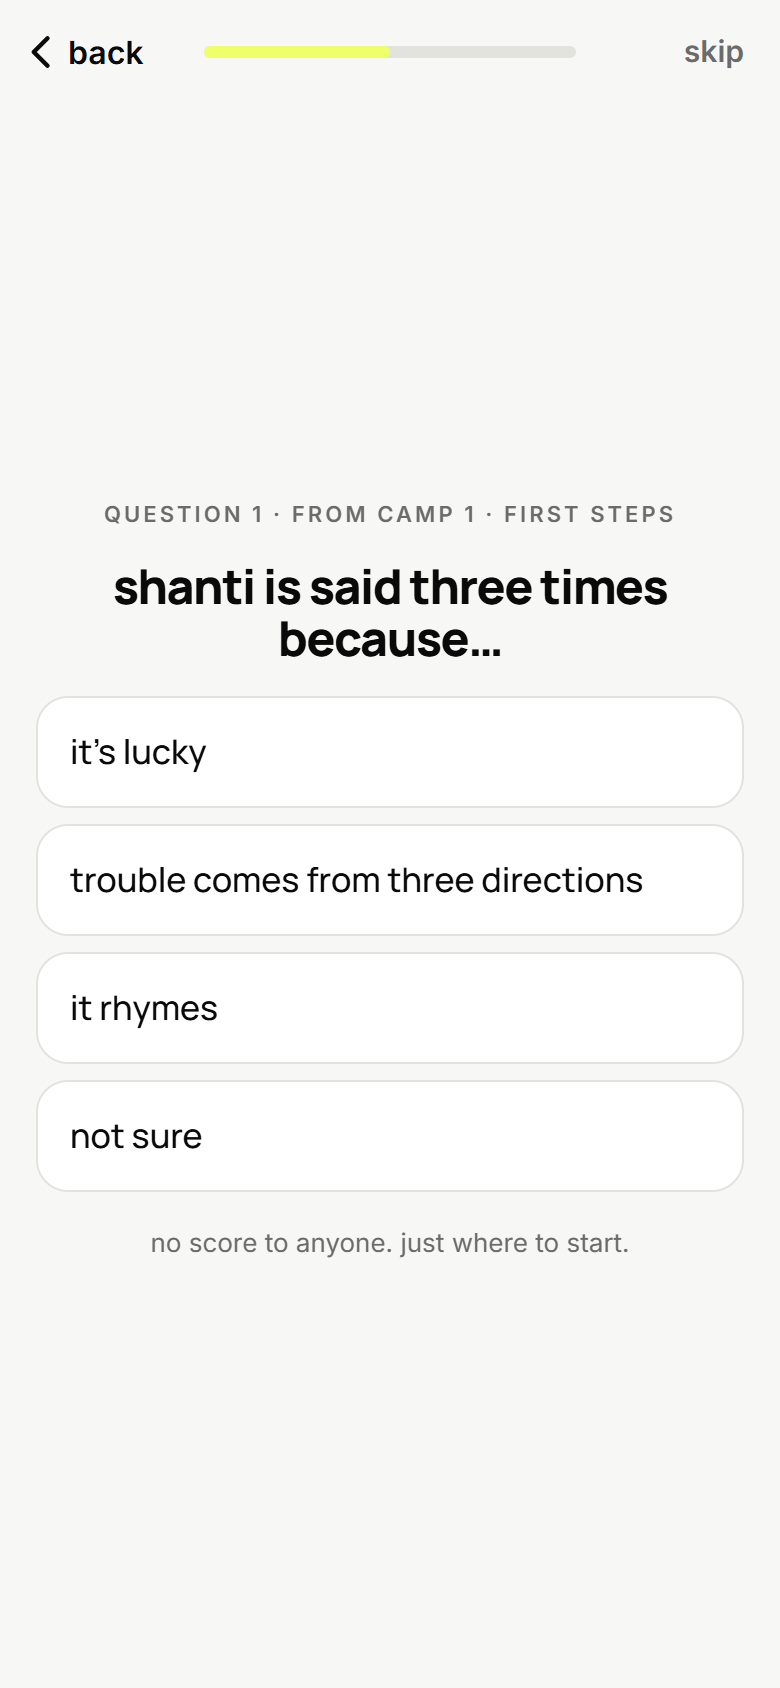 back
skip
QUESTION 1 · FROM CAMP 1 · FIRST STEPS
shanti is said three times
because...
it's lucky
trouble comes from three directions
it rhymes
not sure
no score to anyone. just where to start.